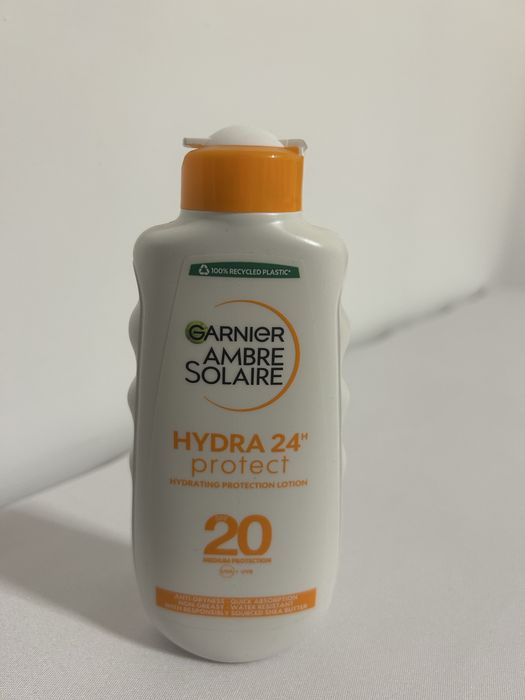 100% RECYCLED PLASTIC*
GARNIER
AMBRE
SOLAIRE
HYDRA 24H
protect
HYDRATING PROTECTION LOTION
20
MEDIUM PROTECTION
UVA + UVB
ANTI-DRYNESS - QUICK ABSORPTION
NON GREASY - WATER RESISTANT
WITH RESPONSIBLY SOURCED SHEA BUTTER